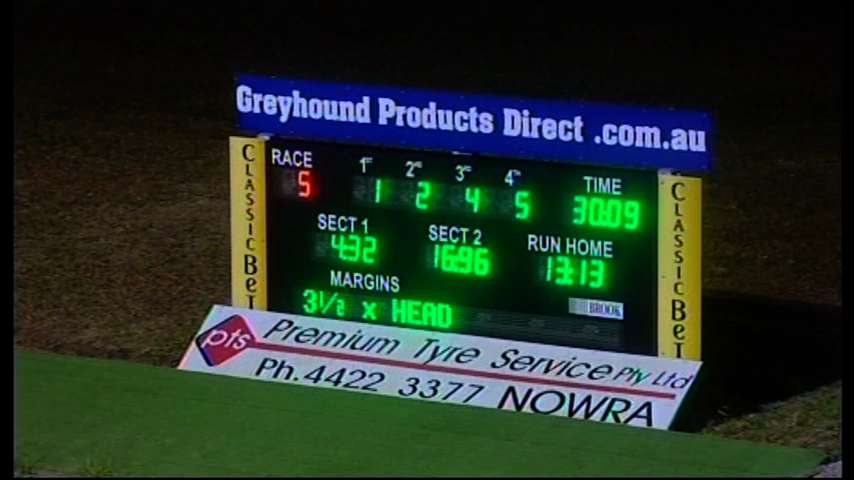 Greyhound Products Direct .com.au
CLASSICBET
RACE 1ST 2ND 3RD 4TH TIME
5 1 2 4 5 30:09
SECT 1 SECT 2 RUN HOME
4:32 16:96 13:13
MARGINS
3½ x HEAD
BROOK
CLASSICBET
pts Premium Tyre Service Pty Ltd
Ph. 4422 3377 NOWRA